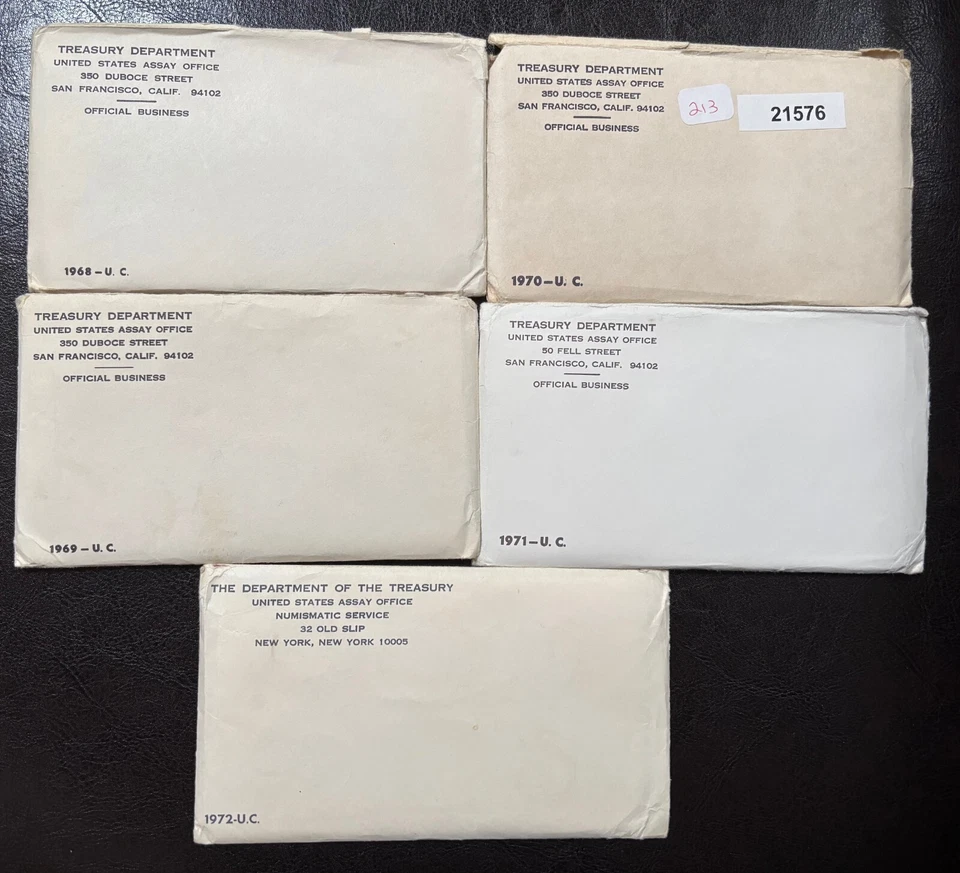 TREASURY DEPARTMENT
UNITED STATES ASSAY OFFICE
350 DUBOCE STREET
SAN FRANCISCO, CALIF. 94102
OFFICIAL BUSINESS
1968-U. C.
TREASURY DEPARTMENT
UNITED STATES ASSAY OFFICE
350 DUBOCE STREET
SAN FRANCISCO, CALIF. 94102
OFFICIAL BUSINESS
213
21576
1970-U. C.
TREASURY DEPARTMENT
UNITED STATES ASSAY OFFICE
350 DUBOCE STREET
SAN FRANCISCO, CALIF. 94102
OFFICIAL BUSINESS
1969-U. C.
TREASURY DEPARTMENT
UNITED STATES ASSAY OFFICE
50 FELL STREET
SAN FRANCISCO, CALIF. 94102
OFFICIAL BUSINESS
1971-U. C.
THE DEPARTMENT OF THE TREASURY
UNITED STATES ASSAY OFFICE
NUMISMATIC SERVICE
32 OLD SLIP
NEW YORK, NEW YORK 10005
1972-U.C.